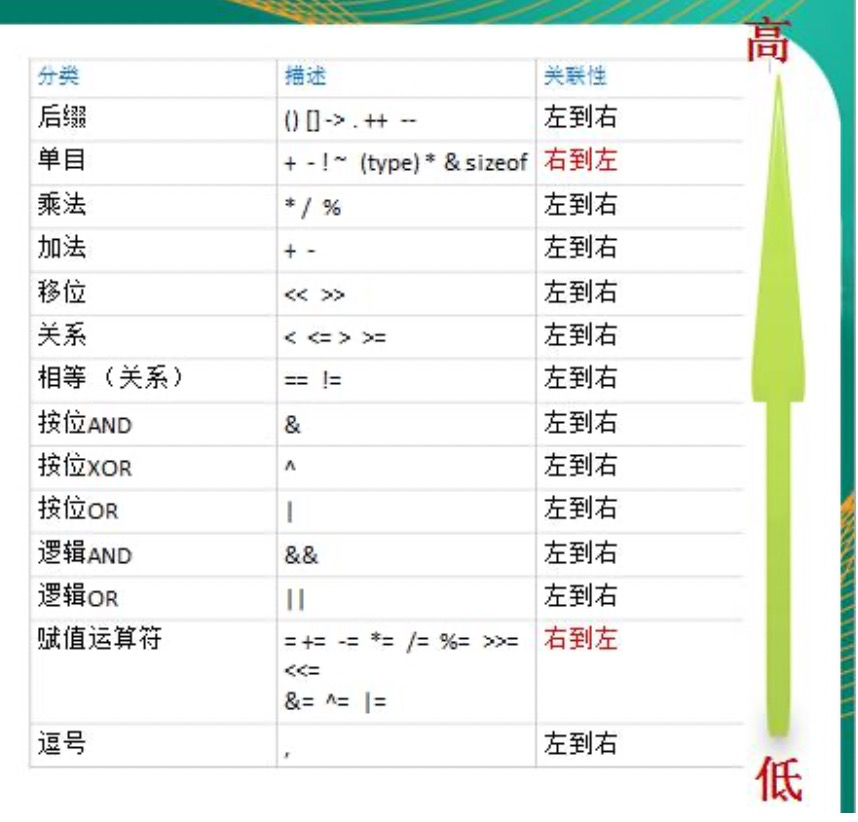 高
分类 描述 关联性
后缀 () [] -> . ++ -- 左到右
单目 + - ! ~ (type) * & sizeof 右到左
乘法 * / % 左到右
加法 + - 左到右
移位 << >> 左到右
关系 < <= > >= 左到右
相等 （关系） == != 左到右
按位AND & 左到右
按位XOR ^ 左到右
按位OR | 左到右
逻辑AND && 左到右
逻辑OR || 左到右
赋值运算符 = += -= *= /= %= >>= 右到左
<<=
&= ^= |=
逗号 , 左到右
低